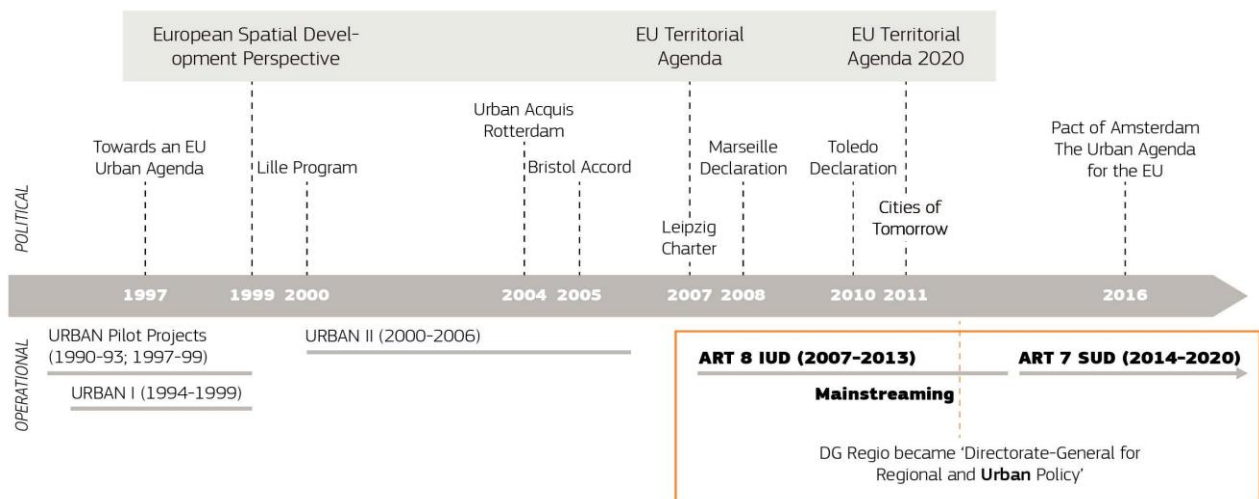 European Spatial Devel-
opment Perspective
EU Territorial
Agenda
EU Territorial
Agenda 2020
Towards an EU
Urban Agenda
Lille Program
Urban Acquis
Rotterdam
Bristol Accord
Leipzig
Charter
Marseille
Declaration
Toledo
Declaration
Cities of
Tomorrow
Pact of Amsterdam
The Urban Agenda
for the EU
POLITICAL
1997 1999 2000 2004 2005 2007 2008 2010 2011 2016
OPERATIONAL
URBAN Pilot Projects
(1990-93; 1997-99)
URBAN I (1994-1999)
URBAN II (2000-2006)
ART 8 IUD (2007-2013)
Mainstreaming
ART 7 SUD (2014-2020)
DG Regio became ‘Directorate-General for
Regional and Urban Policy’